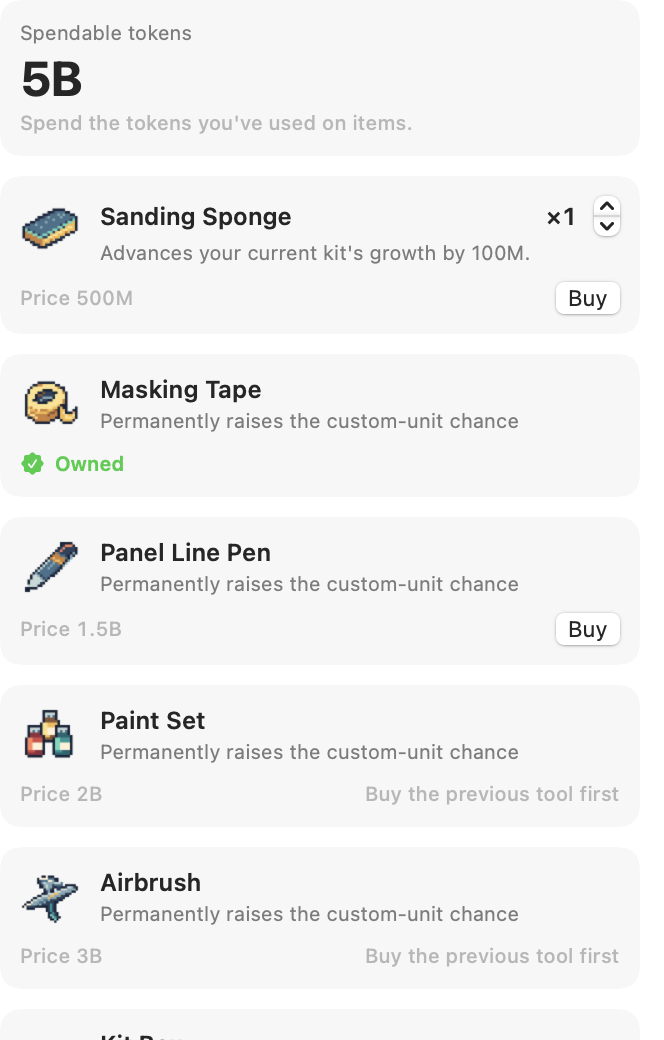 Spendable tokens
5B
Spend the tokens you've used on items.
Sanding Sponge
×1
Advances your current kit's growth by 100M.
Price 500M
Buy
Masking Tape
Permanently raises the custom-unit chance
Owned
Panel Line Pen
Permanently raises the custom-unit chance
Price 1.5B
Buy
Paint Set
Permanently raises the custom-unit chance
Price 2B
Buy the previous tool first
Airbrush
Permanently raises the custom-unit chance
Price 3B
Buy the previous tool first